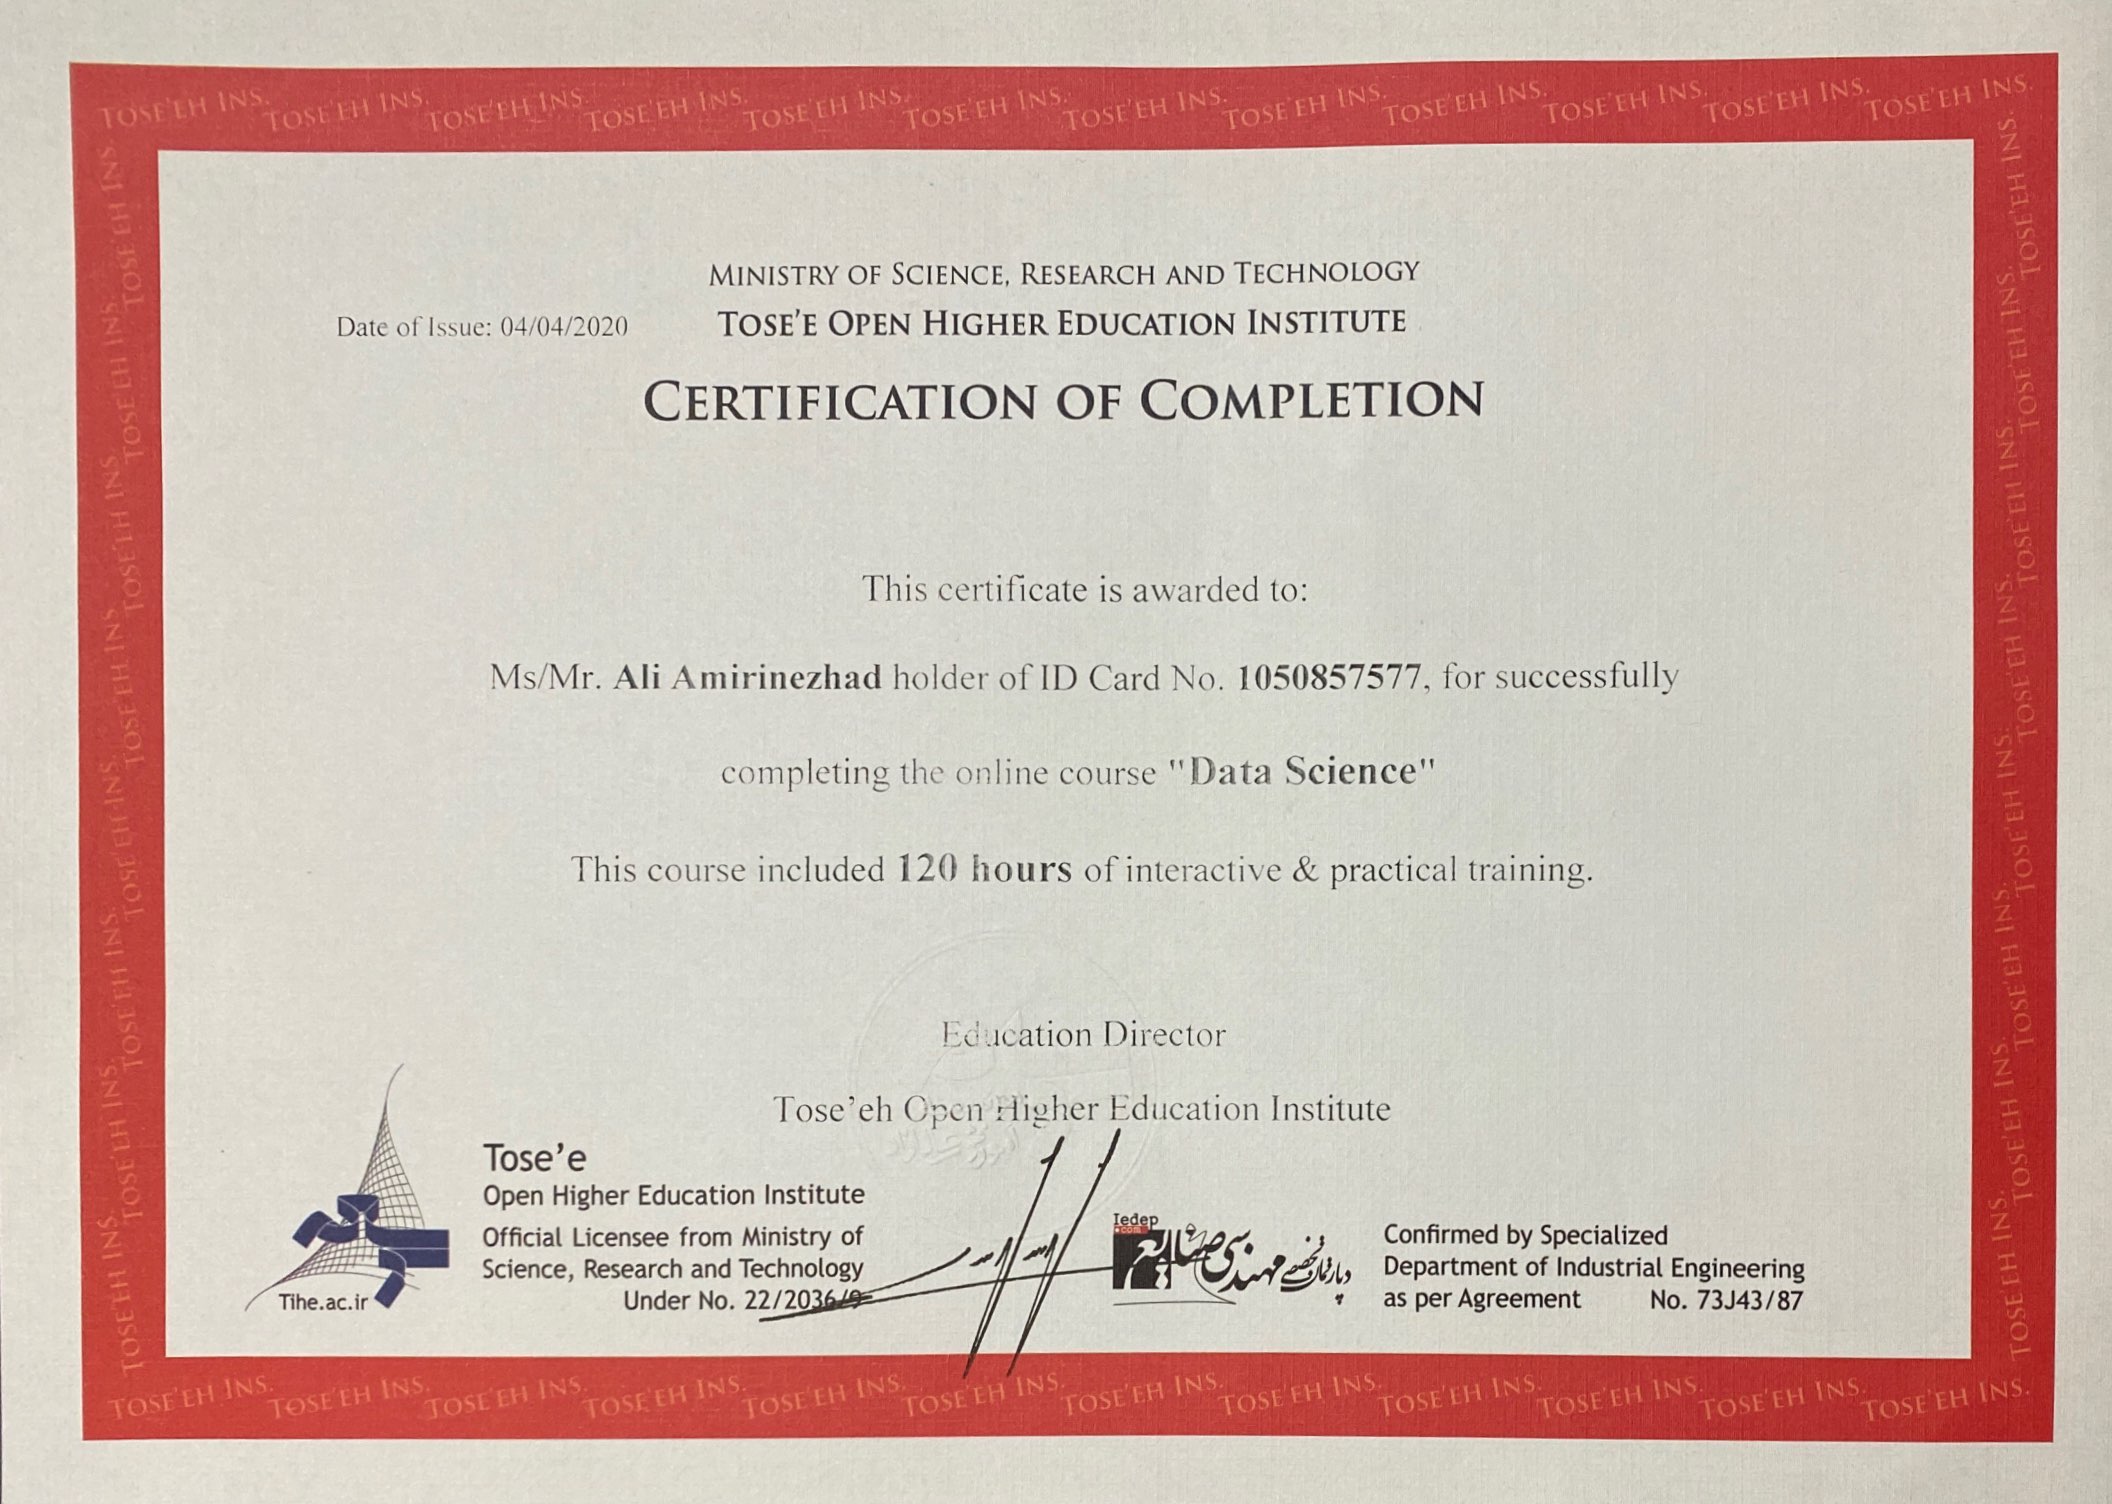 TOSE'EH INS. TOSE'EH INS. TOSE'EH INS. TOSE'EH INS. TOSE'EH INS. TOSE'EH INS. TOSE'EH INS. TOSE'EH INS. TOSE'EH INS. TOSE'EH INS. TOSE'EH INS. TOSE'EH INS.
MINISTRY OF SCIENCE, RESEARCH AND TECHNOLOGY
Date of Issue: 04/04/2020
TOSE'E OPEN HIGHER EDUCATION INSTITUTE
CERTIFICATION OF COMPLETION
This certificate is awarded to:
Ms/Mr. Ali Amirinezhad holder of ID Card No. 1050857577, for successfully
completing the online course "Data Science"
This course included 120 hours of interactive & practical training.
Education Director
Tose'eh Open Higher Education Institute
Tose'e
Open Higher Education Institute
Official Licensee from Ministry of
Science, Research and Technology
Under No. 22/2036/9
Tihe.ac.ir
Iedep
.com
دپارتمان تخصصی مهندسی صنایع
Confirmed by Specialized
Department of Industrial Engineering
as per Agreement No. 73J43/87
TOSE'EH INS. TOSE'EH INS. TOSE'EH INS. TOSE'EH INS. TOSE'EH INS. TOSE'EH INS. TOSE'EH INS. TOSE'EH INS. TOSE'EH INS. TOSE'EH INS. TOSE'EH INS. TOSE'EH INS.